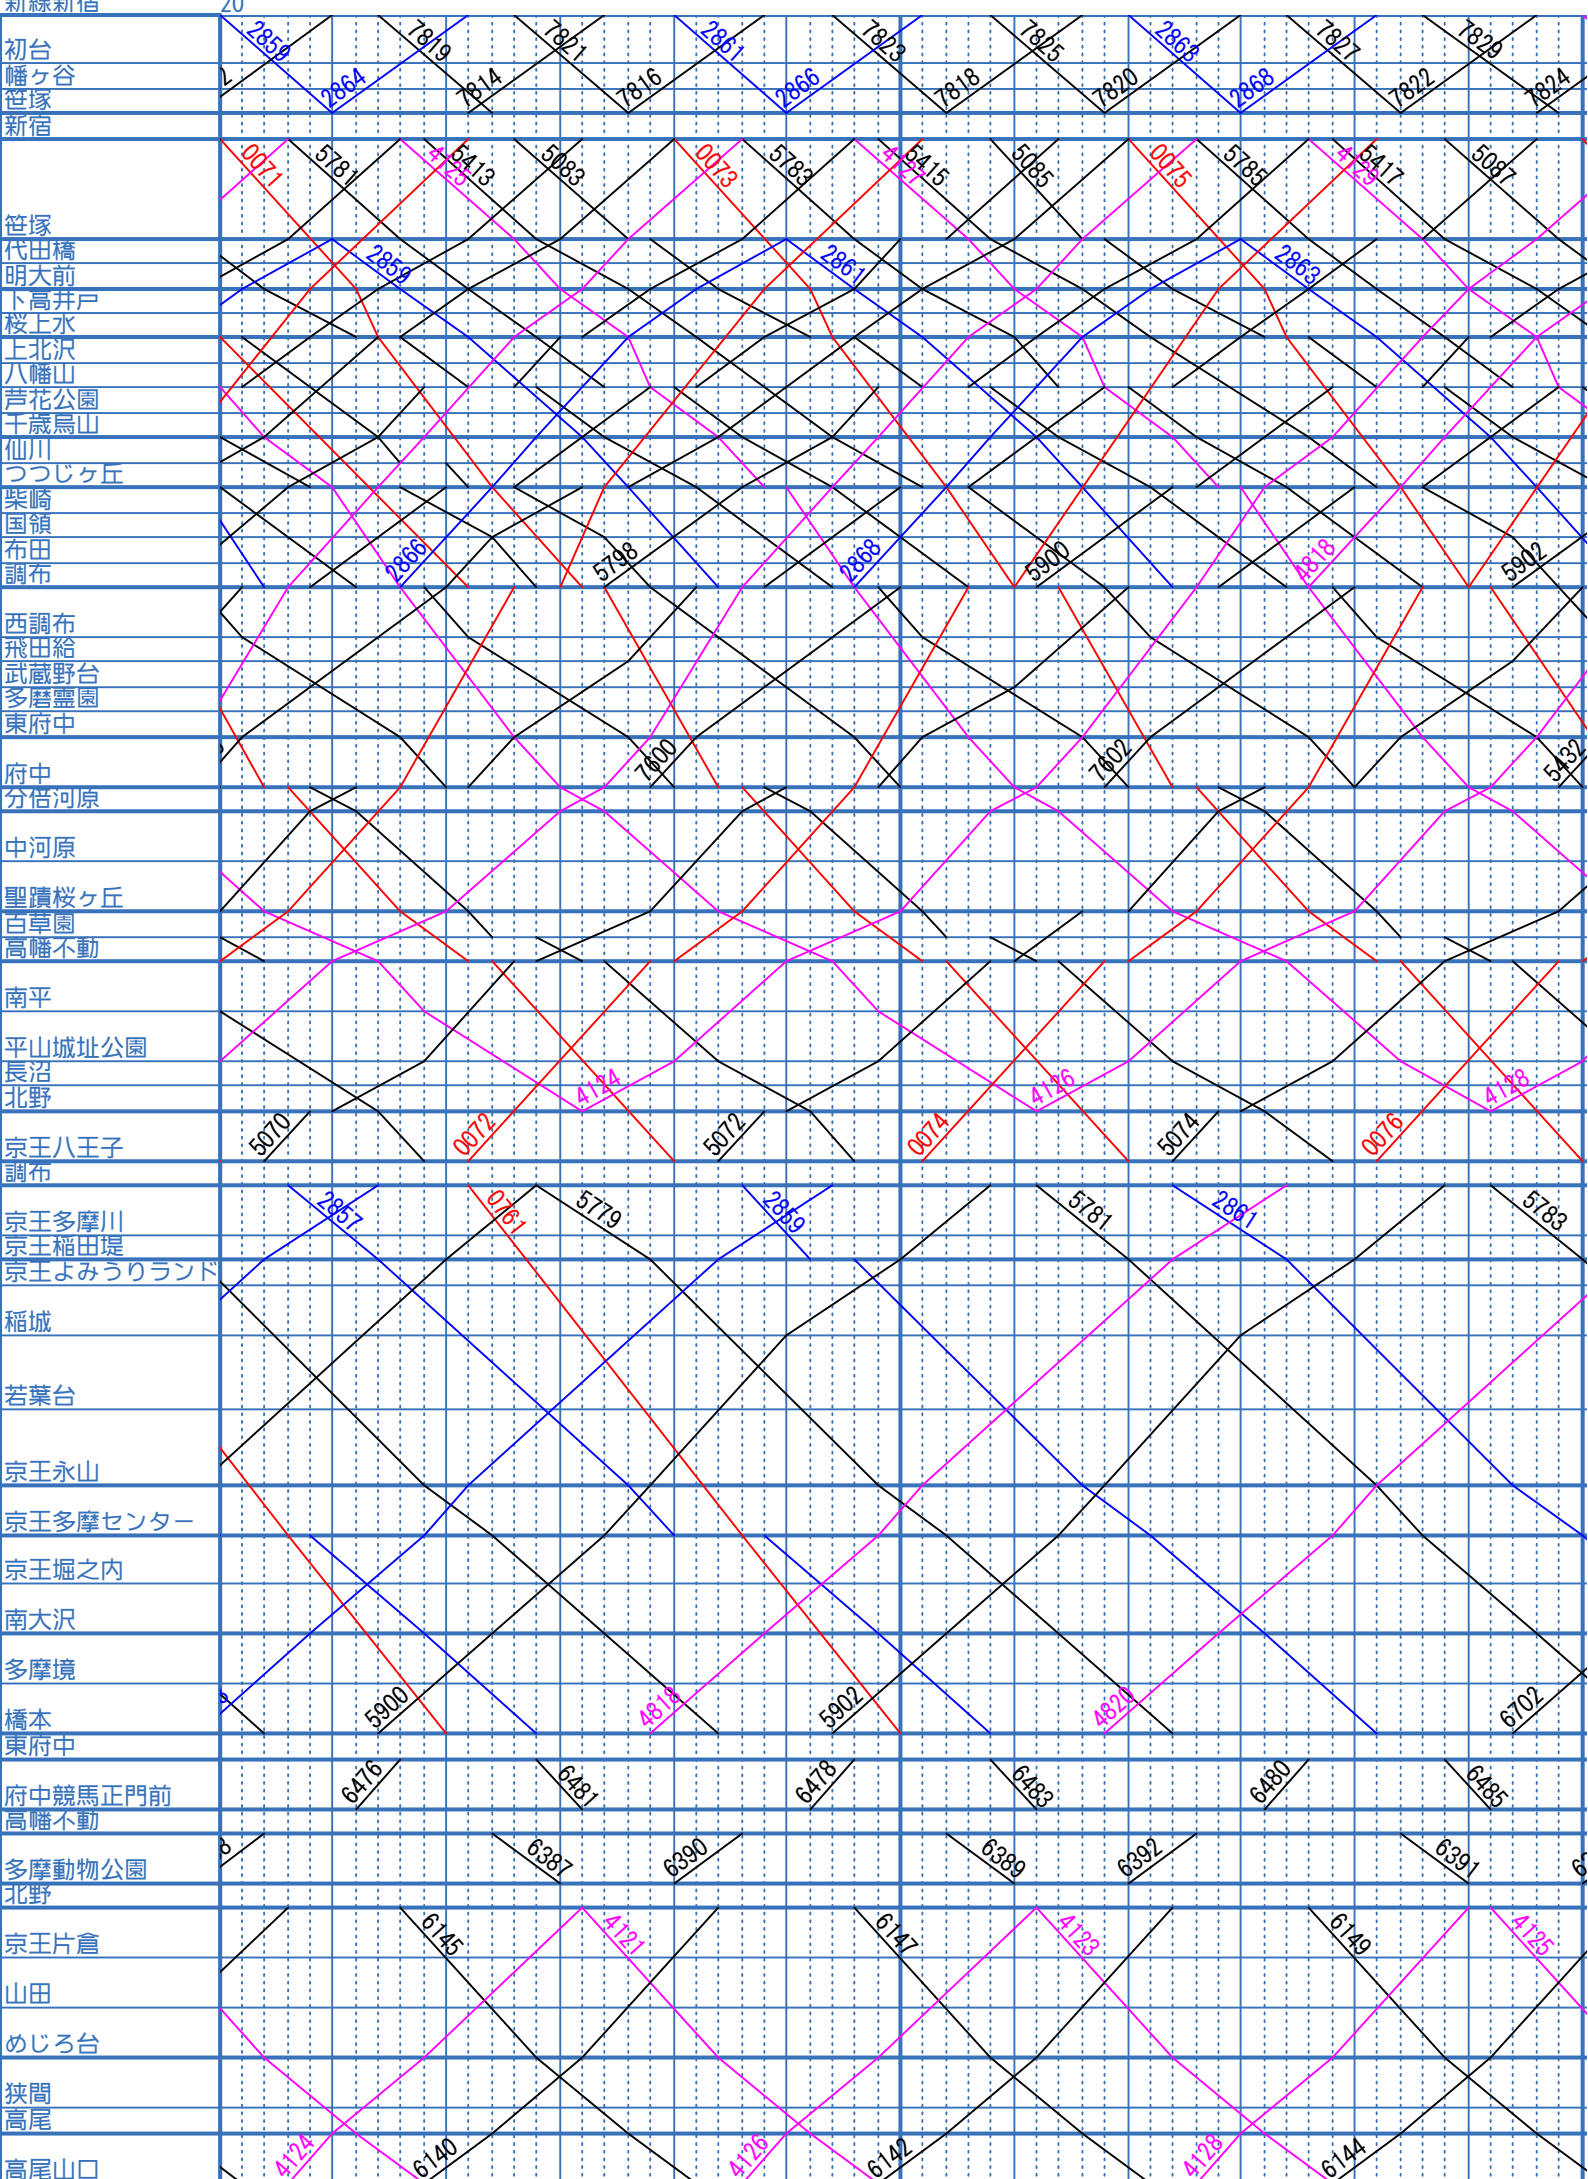 新線新宿 20
初台 2859 7819 7821 2861 7823 7825 2863 7827 7829
幡ヶ谷
笹塚 2864 7814 7816 2866 7818 7820 2868 7822 7824
新宿
笹塚 0071 5781 4125 5413 5083 0073 5783 4127 5415 5085 0075 5785 4129 5417 5087
代田橋
明大前 2859 2861 2863
下高井戸
桜上水
上北沢
八幡山
芦花公園
千歳烏山
仙川
つつじヶ丘
柴崎
国領
布田
調布 2866 5798 2868 5900 4818 5902
西調布
飛田給
武蔵野台
多磨霊園
東府中
府中 7600 7602 5432
分倍河原
中河原
聖蹟桜ヶ丘
百草園
高幡不動
南平
平山城址公園
長沼
北野 4124 4126 4128
京王八王子 5070 0072 5072 0074 5074 0076
調布
京王多摩川 2857 0761 5779 2859 5781 2861 5783
京王稲田堤
京王よみうりランド
稲城
若葉台
京王永山
京王多摩センター
京王堀之内
南大沢
多摩境
橋本 5900 4818 5902 4820 6702
東府中
府中競馬正門前 6476 6481 6478 6483 6480 6485
高幡不動
多摩動物公園 6387 6390 6389 6392 6391
北野
京王片倉 6145 4121 6147 4123 6149 4125
山田
めじろ台
狭間
高尾
高尾山口 4124 6140 4126 6142 4128 6144